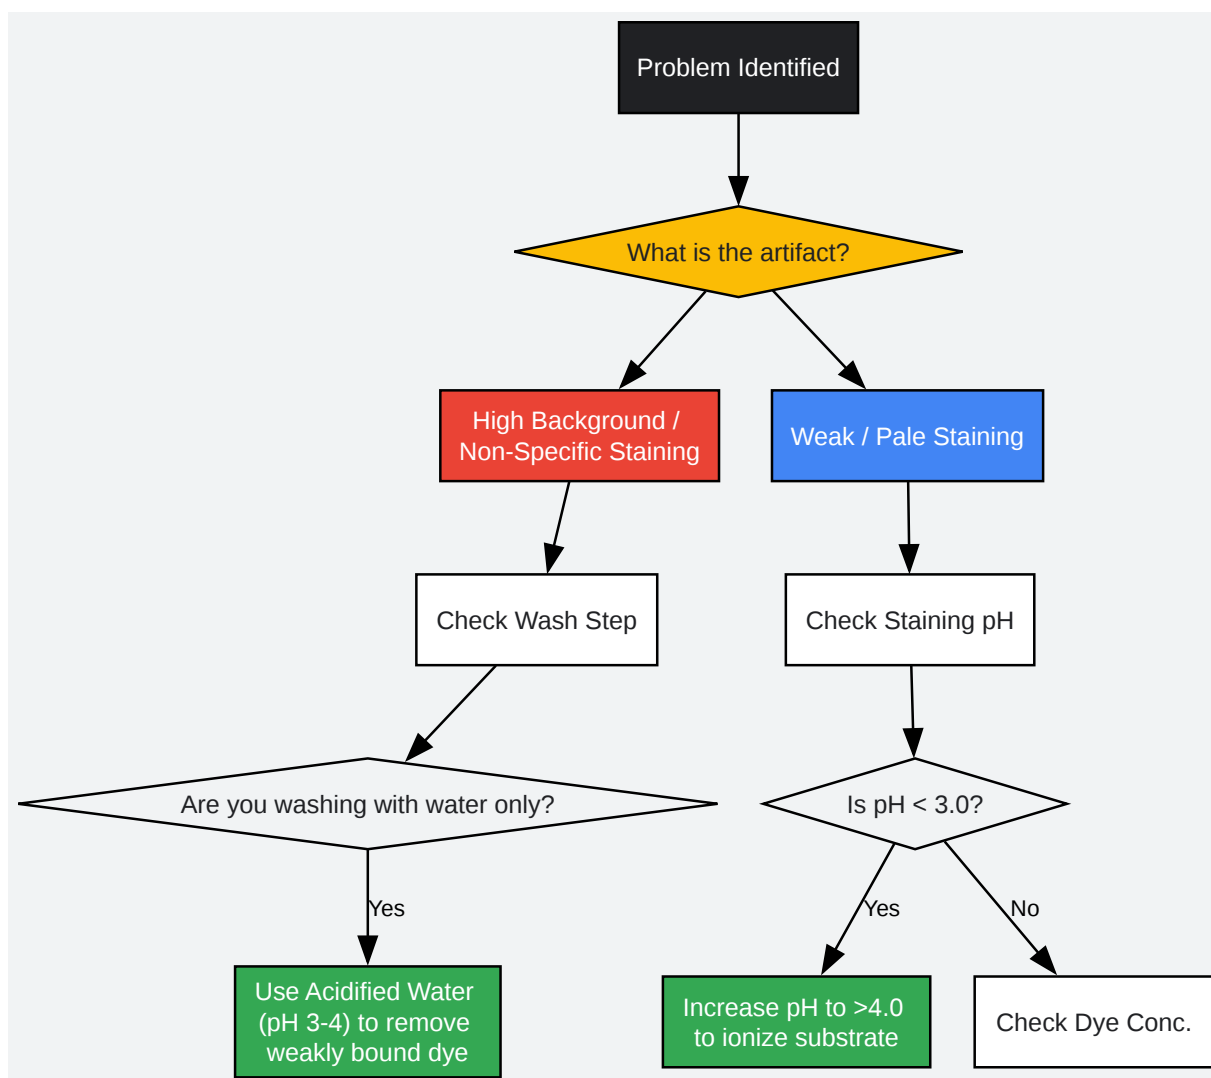 Problem Identified
What is the artifact?
High Background /
Non-Specific Staining
Weak / Pale Staining
Check Wash Step
Check Staining pH
Are you washing with water only?
Is pH < 3.0?
Yes
Yes
No
Use Acidified Water
(pH 3-4) to remove
weakly bound dye
Increase pH to >4.0
to ionize substrate
Check Dye Conc.